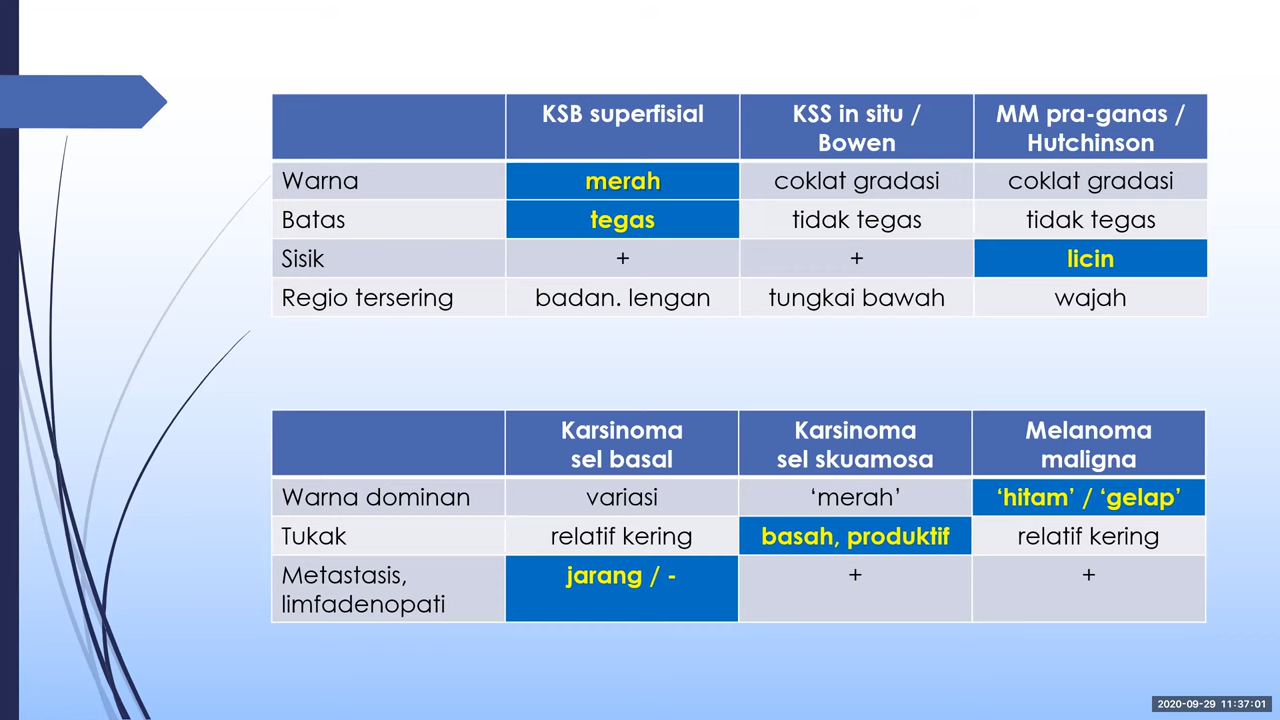 KSB superfisial
KSS in situ /
Bowen
MM pra-ganas /
Hutchinson
Warna merah coklat gradasi coklat gradasi
Batas tegas tidak tegas tidak tegas
Sisik + + licin
Regio tersering badan. lengan tungkai bawah wajah
Karsinoma
sel basal
Karsinoma
sel skuamosa
Melanoma
maligna
Warna dominan variasi ‘merah’ ‘hitam’ / ‘gelap’
Tukak relatif kering basah, produktif relatif kering
Metastasis,
limfadenopati
jarang / - + +
2020-09-29 11:37:01